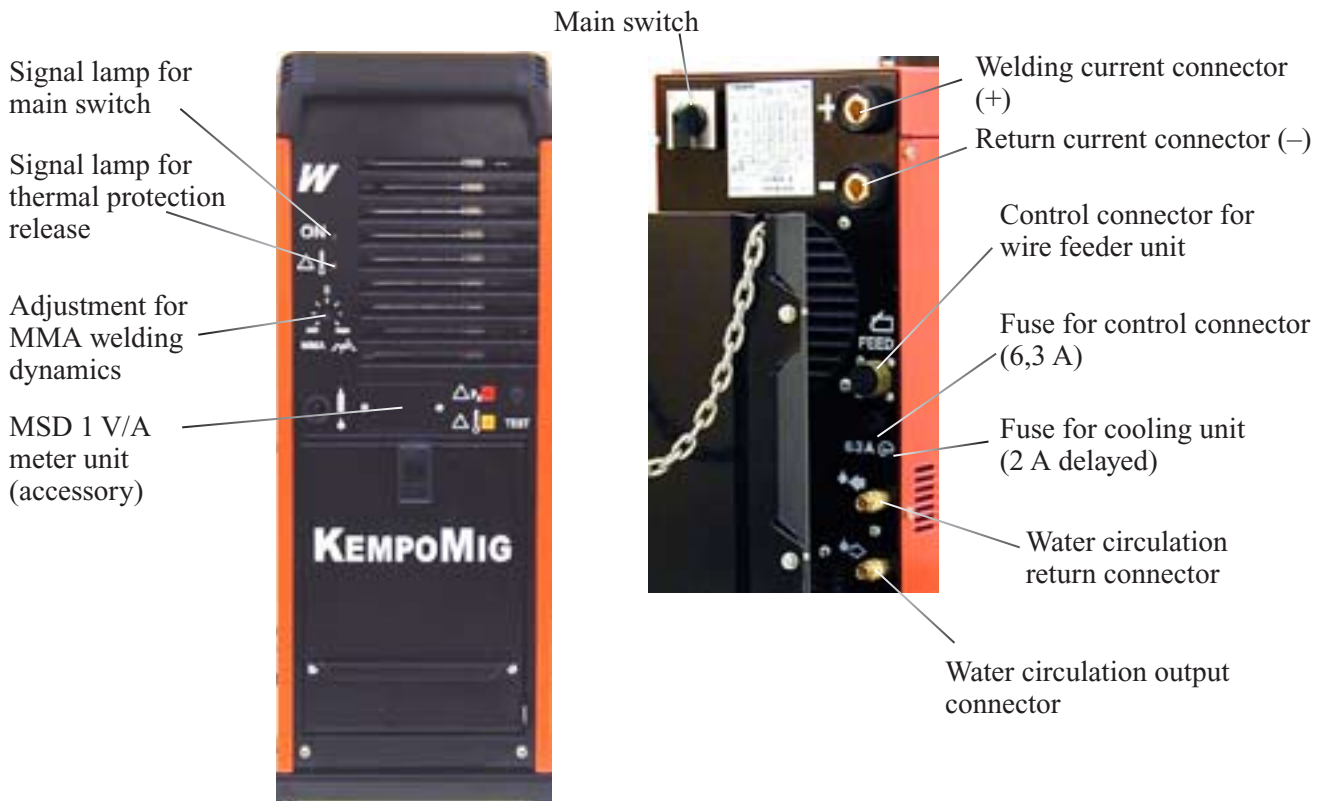 Main switch
Signal lamp for
main switch
Signal lamp for
thermal protection
release
Adjustment for
MMA welding
dynamics
MSD 1 V/A
meter unit
(accessory)
W
ON
MMA
TEST
KEMPOMIG
+
-
FEED
6.3 A
Welding current connector
(+)
Return current connector (–)
Control connector for
wire feeder unit
Fuse for control connector
(6,3 A)
Fuse for cooling unit
(2 A delayed)
Water circulation
return connector
Water circulation output
connector